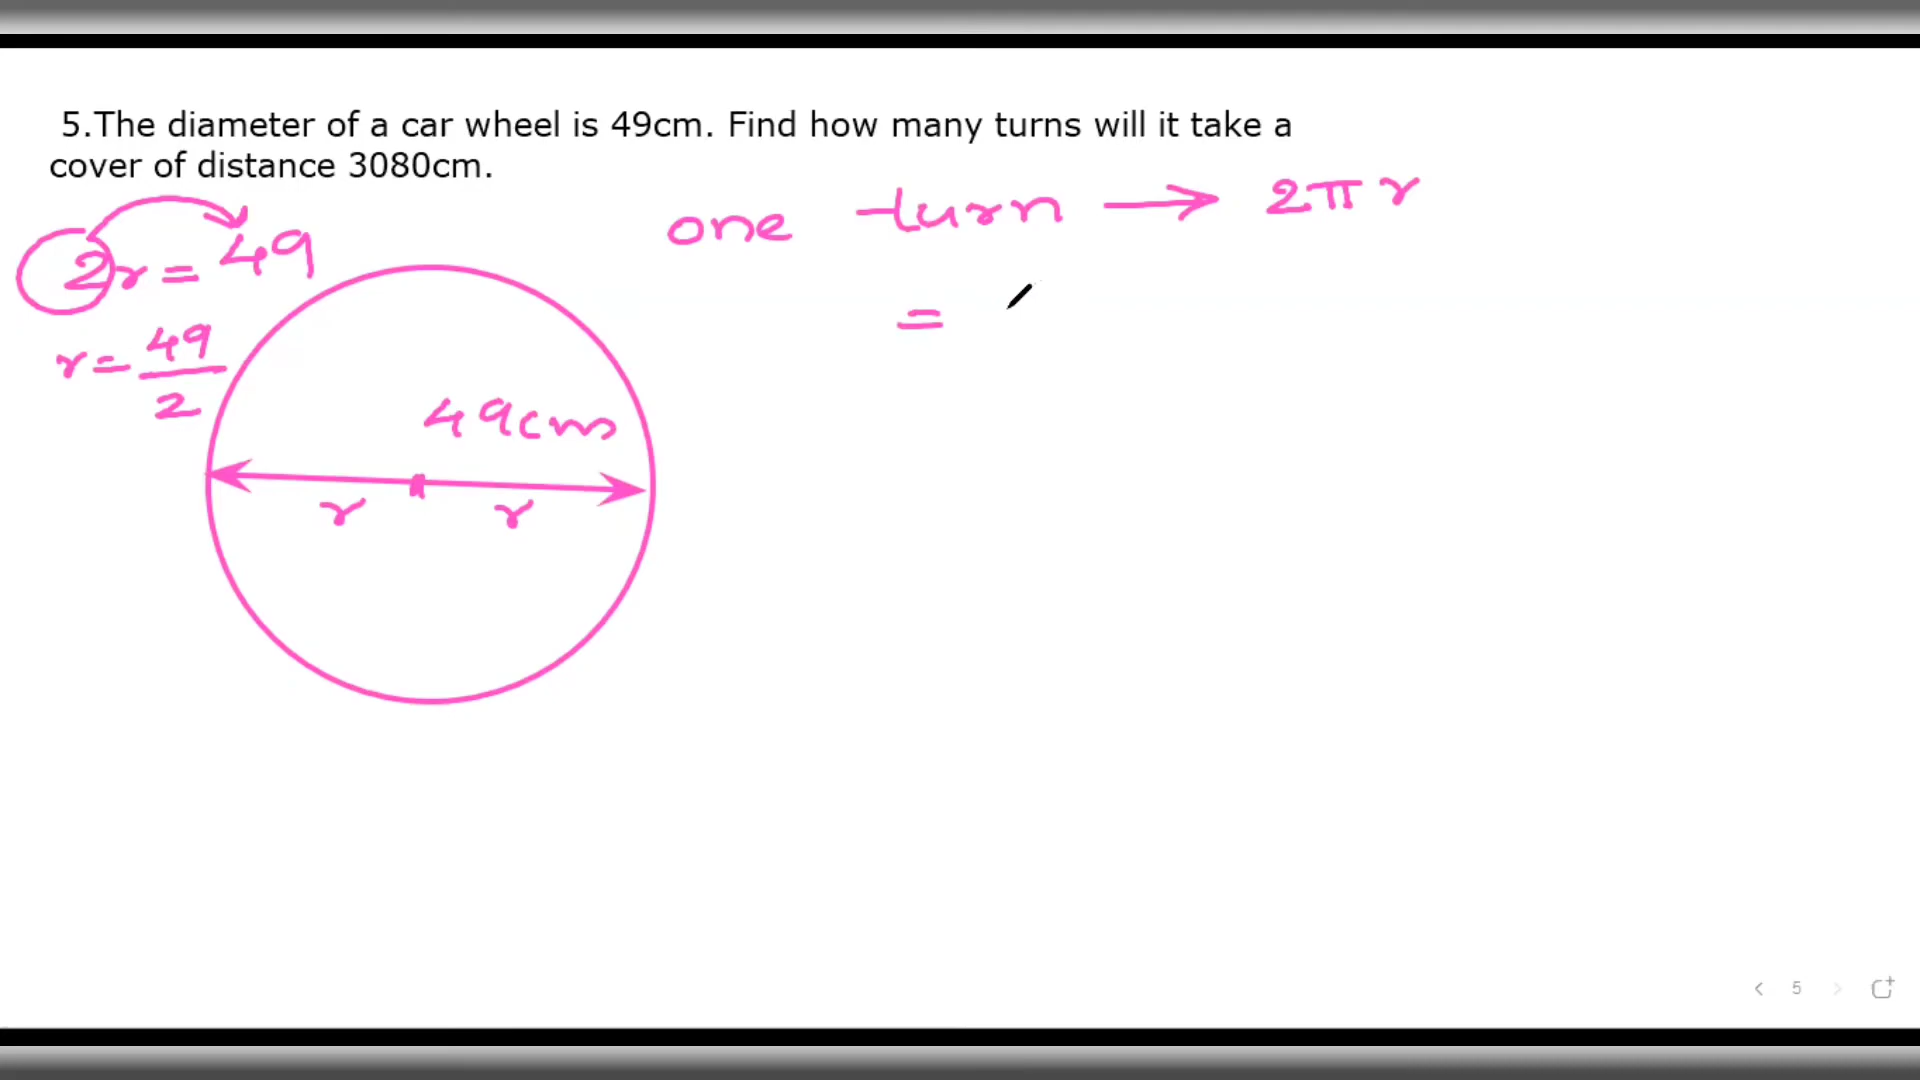 5.The diameter of a car wheel is 49cm. Find how many turns will it take a
cover of distance 3080cm.
one turn → 2πr
=
2r = 49
r = 49/2
49cms
r r
5